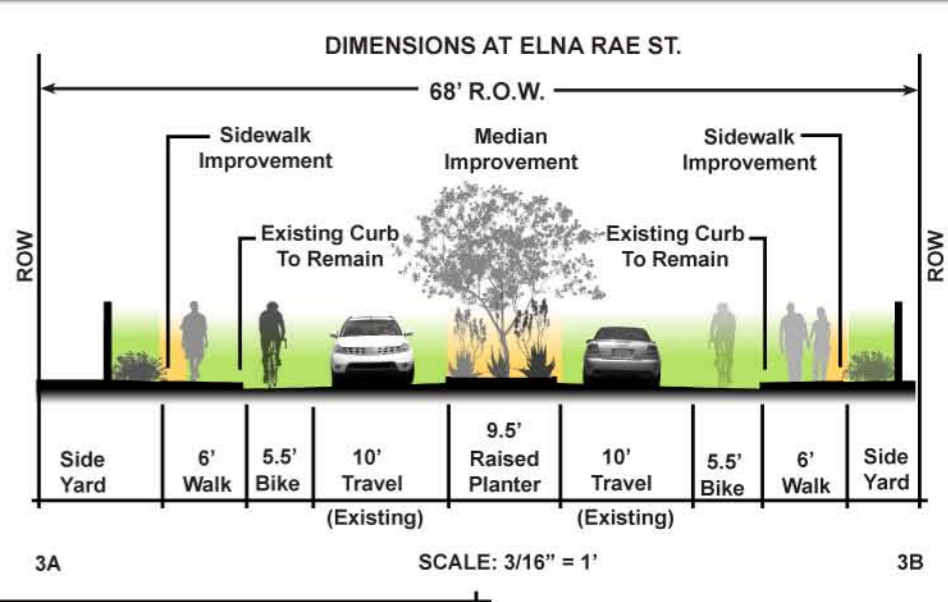 DIMENSIONS AT ELNA RAE ST.
68' R.O.W.
Sidewalk
Improvement
Median
Improvement
Sidewalk
Improvement
ROW
Existing Curb
To Remain
Existing Curb
To Remain
ROW
Side
Yard
6'
Walk
5.5'
Bike
10'
Travel
(Existing)
9.5'
Raised
Planter
10'
Travel
(Existing)
5.5'
Bike
6'
Walk
Side
Yard
3A
SCALE: 3/16” = 1'
3B